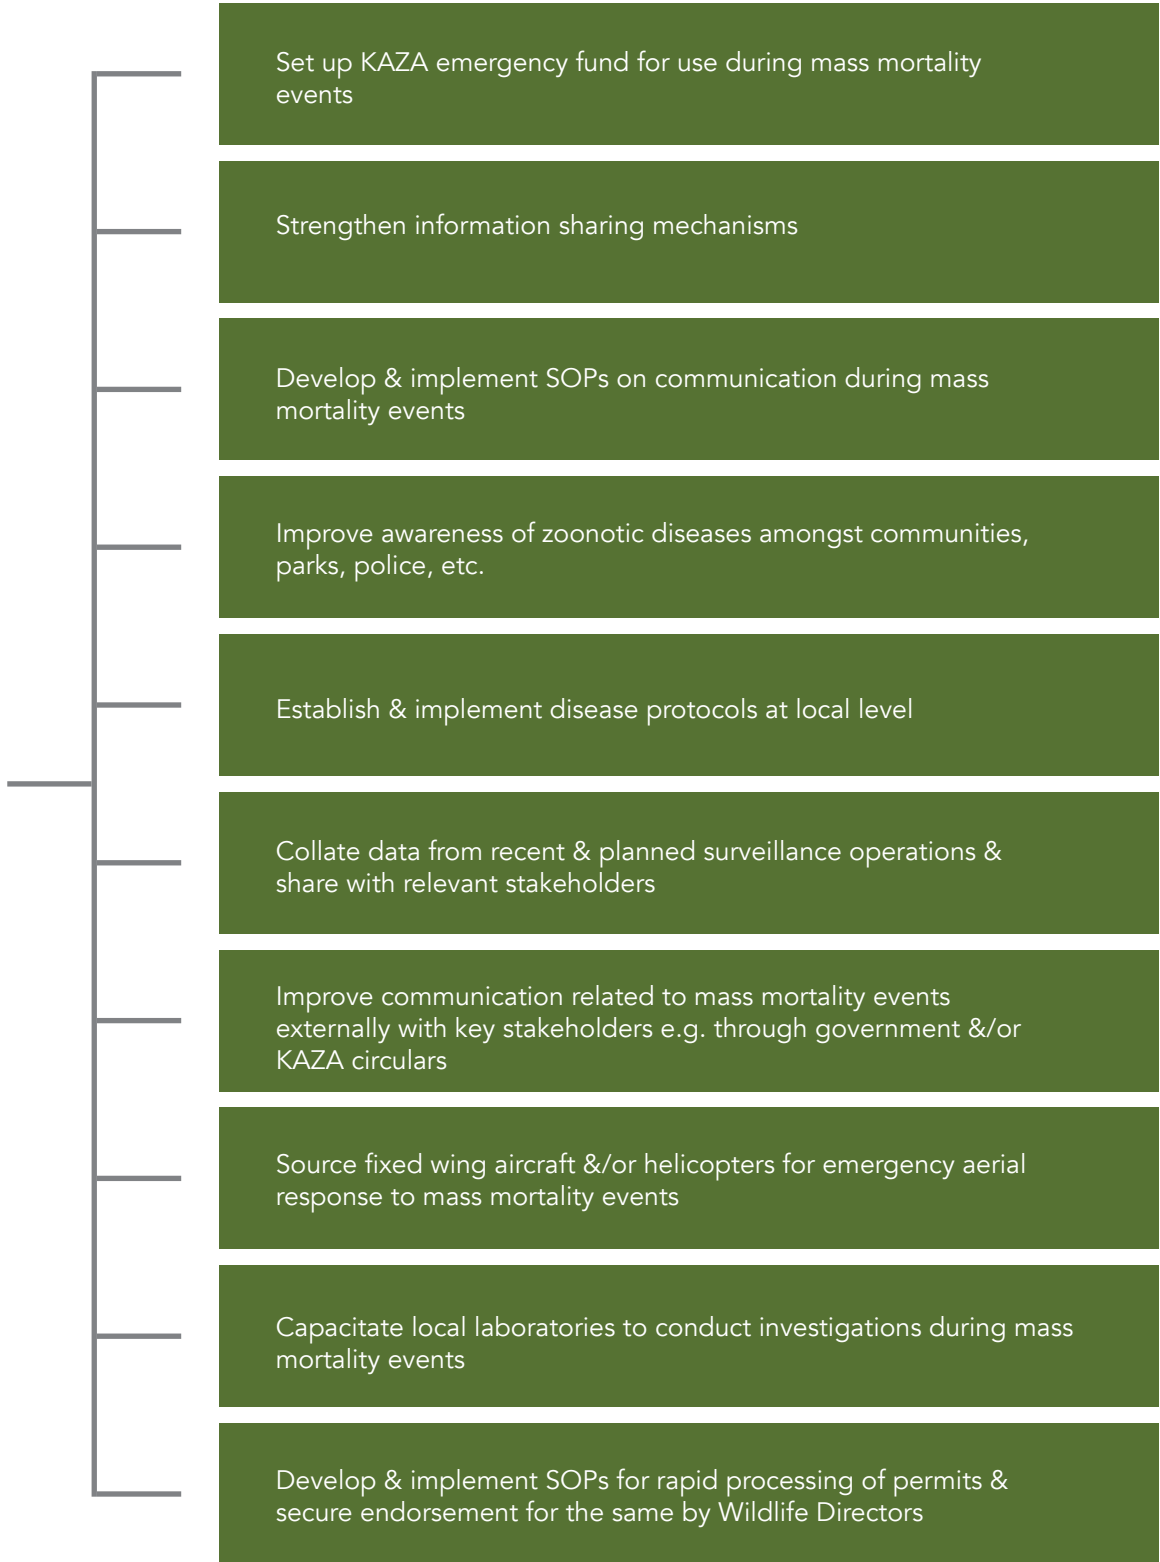 Set up KAZA emergency fund for use during mass mortality
events
Strengthen information sharing mechanisms
Develop & implement SOPs on communication during mass
mortality events
Improve awareness of zoonotic diseases amongst communities,
parks, police, etc.
Establish & implement disease protocols at local level
Collate data from recent & planned surveillance operations &
share with relevant stakeholders
Improve communication related to mass mortality events
externally with key stakeholders e.g. through government &/or
KAZA circulars
Source fixed wing aircraft &/or helicopters for emergency aerial
response to mass mortality events
Capacitate local laboratories to conduct investigations during mass
mortality events
Develop & implement SOPs for rapid processing of permits &
secure endorsement for the same by Wildlife Directors